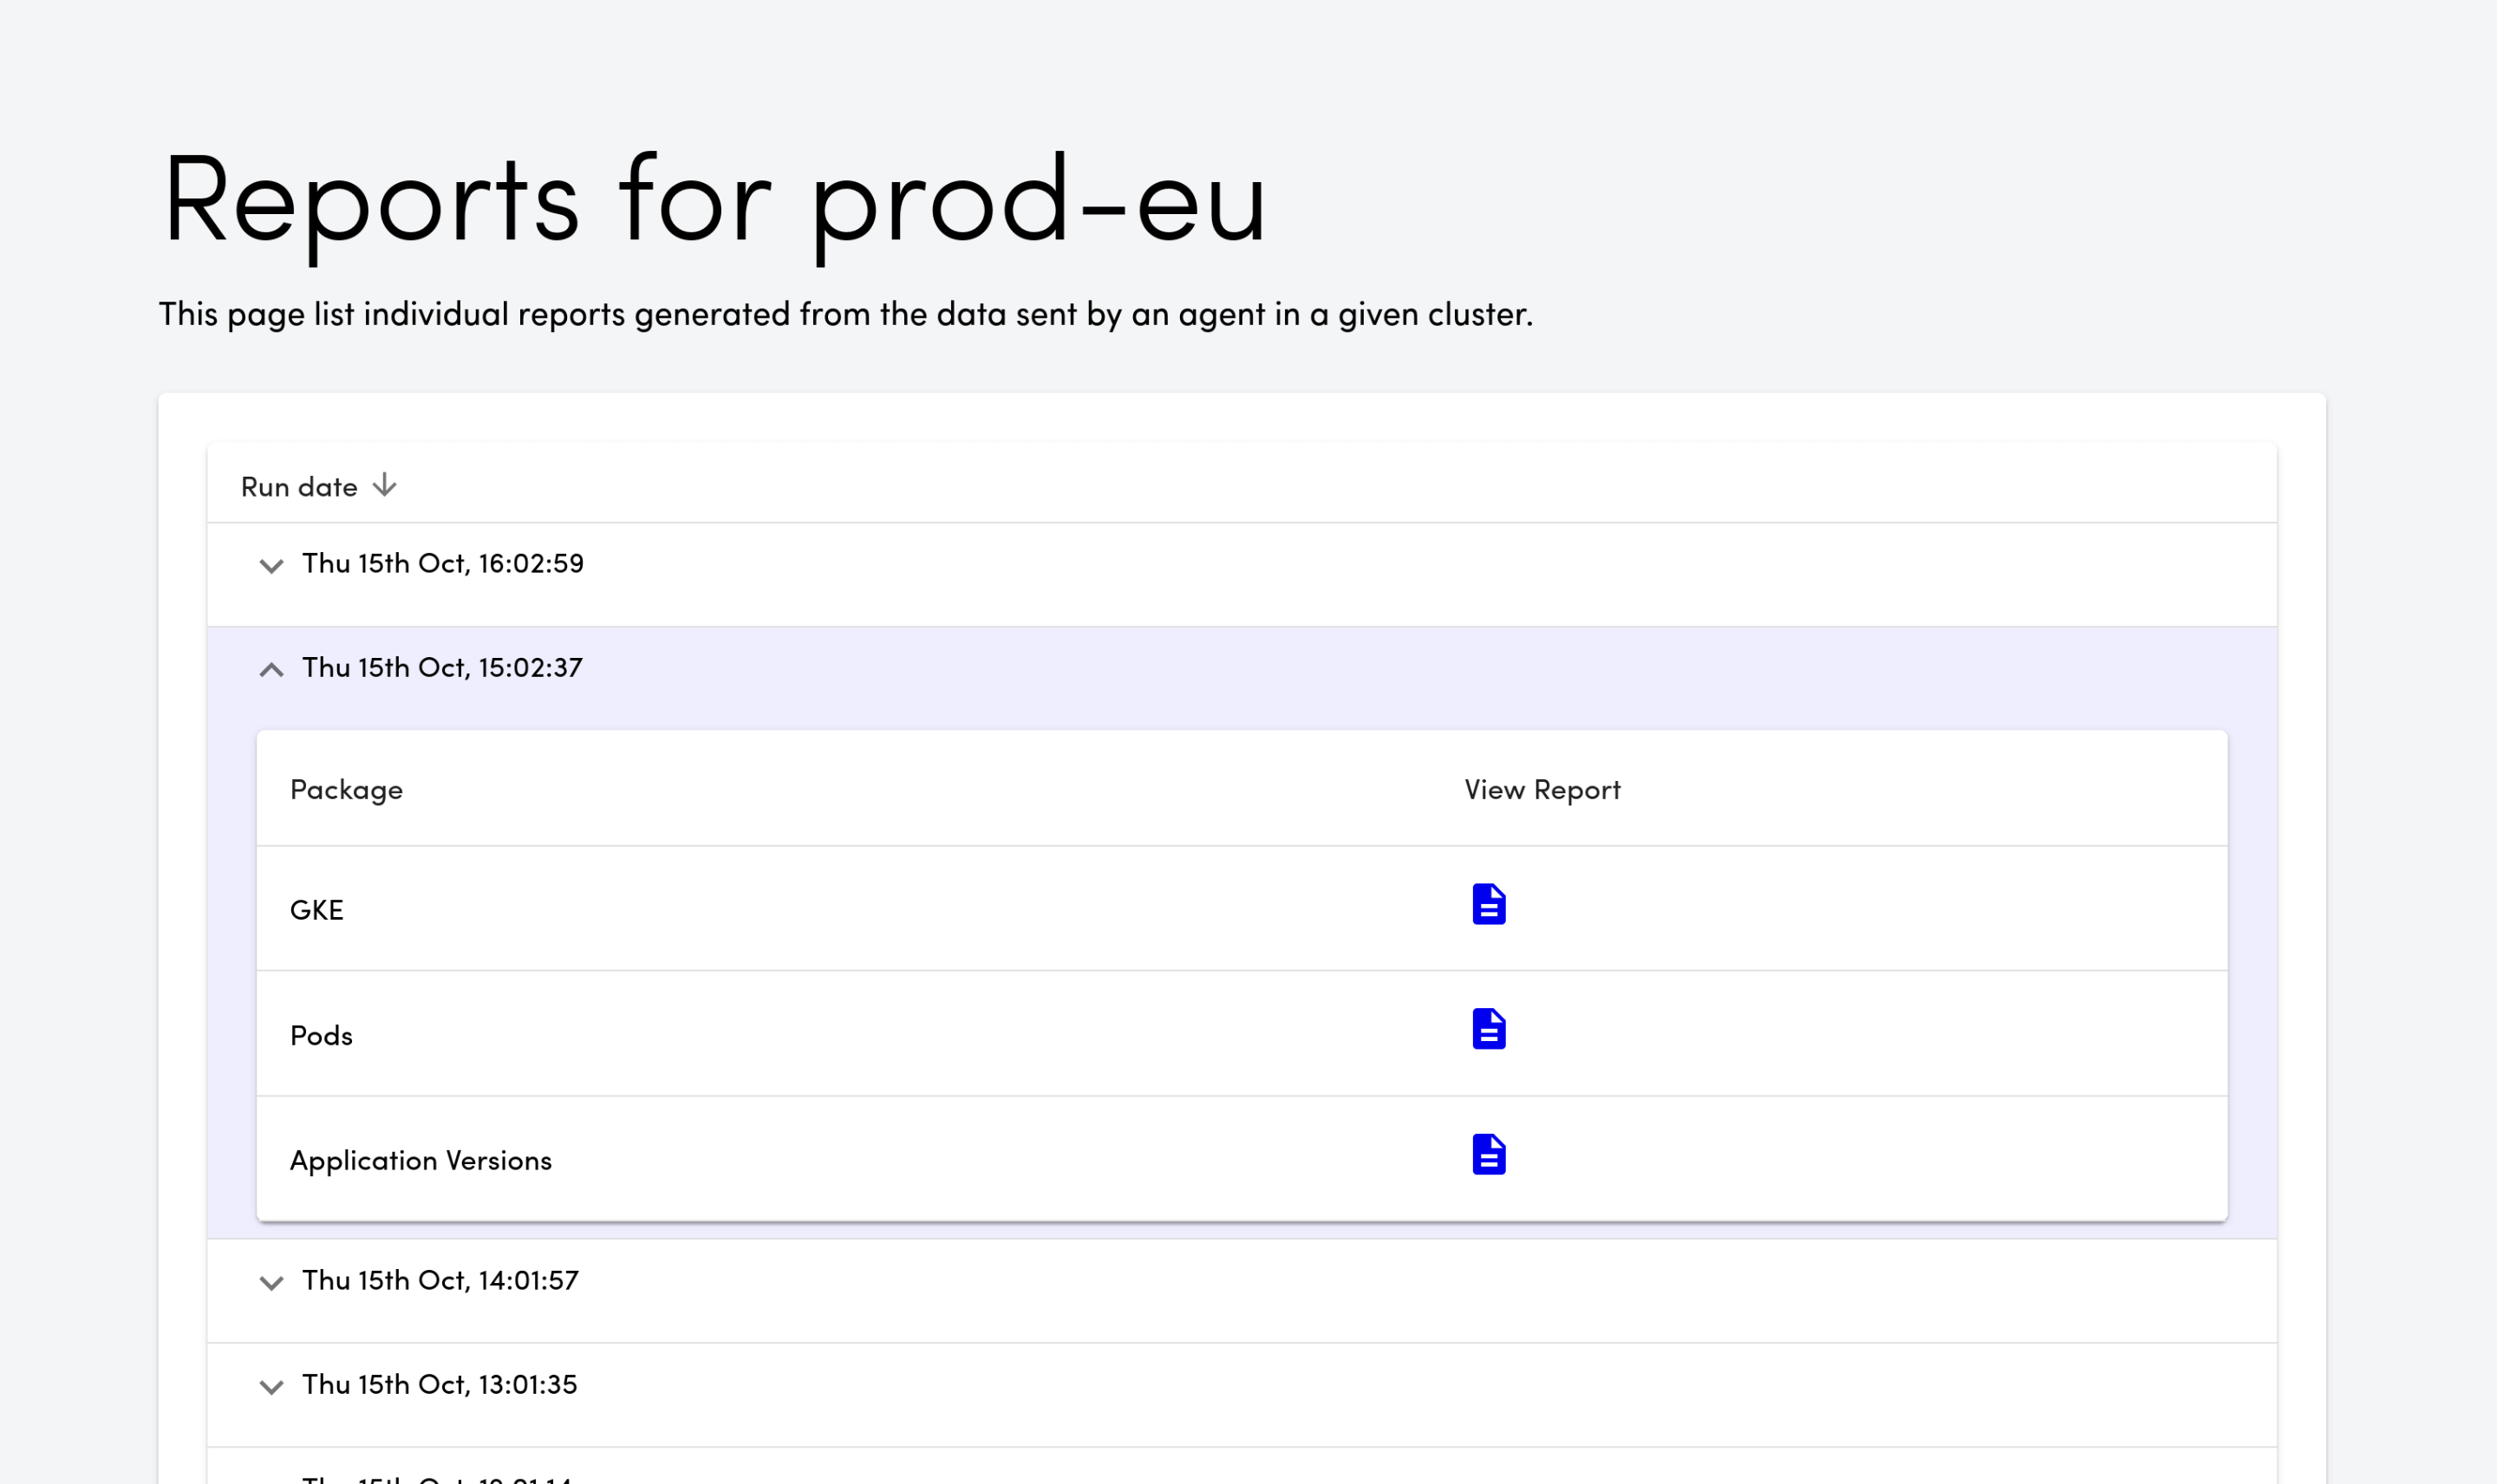 Reports for prod-eu
This page list individual reports generated from the data sent by an agent in a given cluster.
Run date
Thu 15th Oct, 16:02:59
Thu 15th Oct, 15:02:37
Package View Report
GKE
Pods
Application Versions
Thu 15th Oct, 14:01:57
Thu 15th Oct, 13:01:35